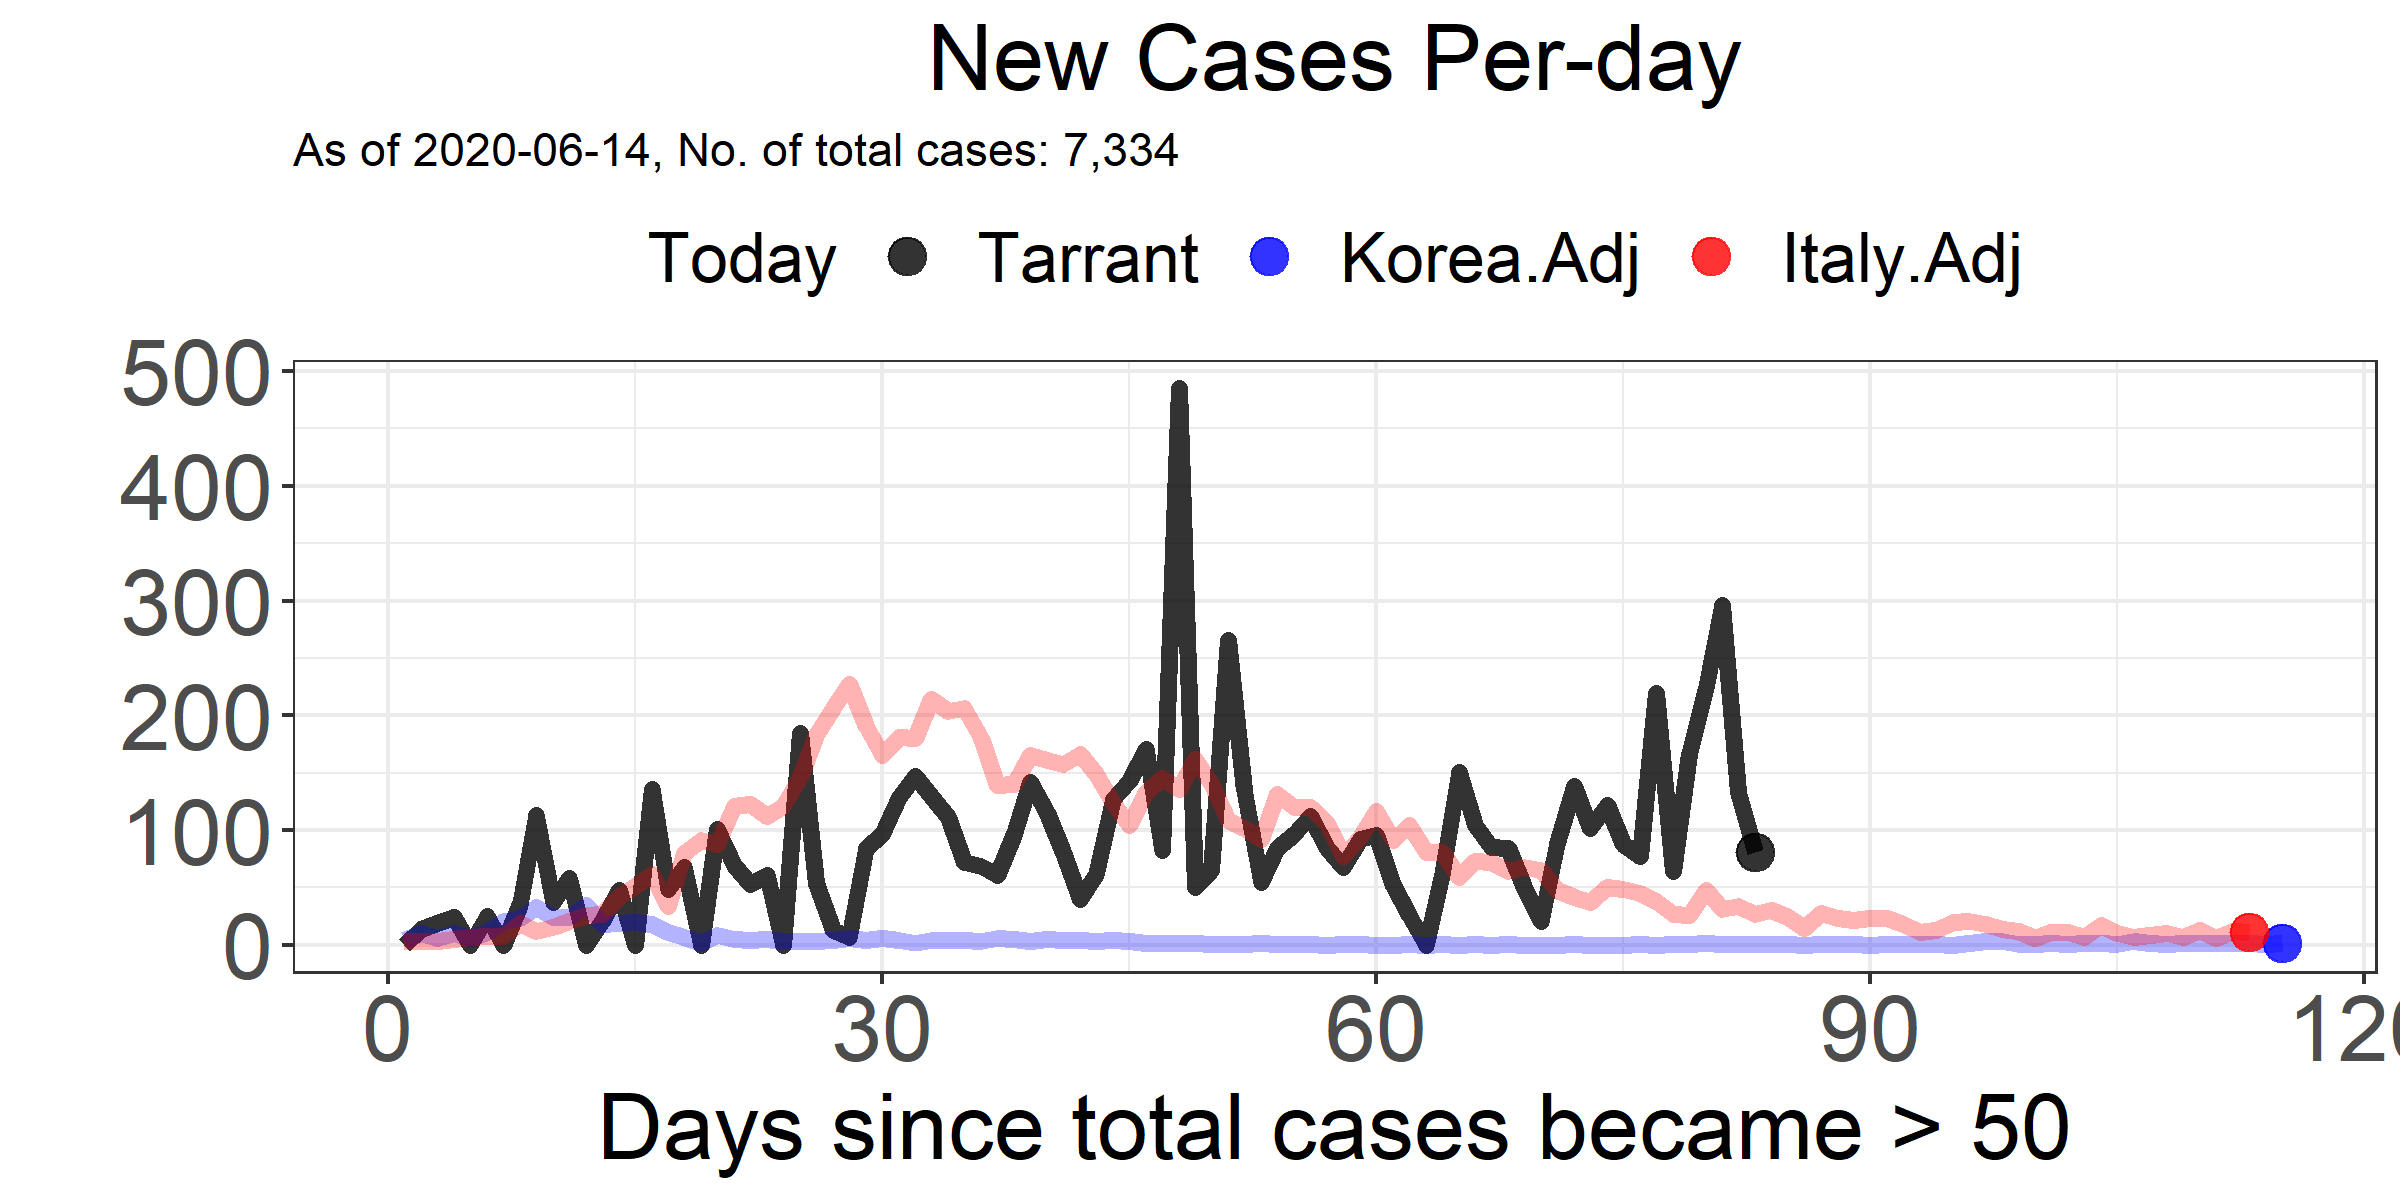 New Cases Per-day
As of 2020-06-14, No. of total cases: 7,334
Today Tarrant Korea.Adj Italy.Adj
500
400
300
200
100
0
0 30 60 90 120
Days since total cases became > 50